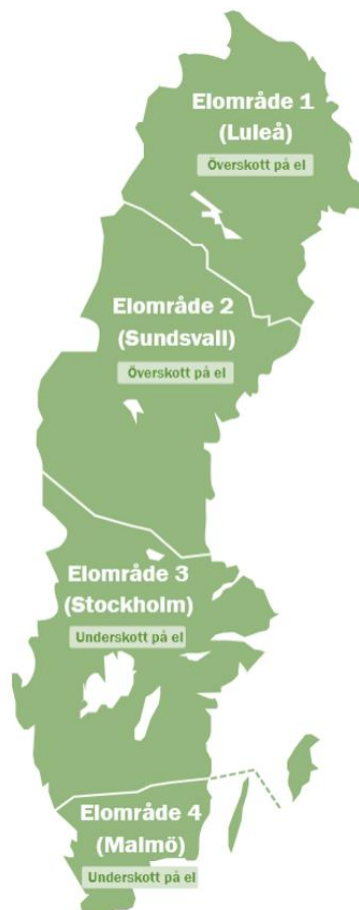 Elområde 1
(Luleå)
Överskott på el
Elområde 2
(Sundsvall)
Överskott på el
Elområde 3
(Stockholm)
Underskott på el
Elområde 4
(Malmö)
Underskott på el